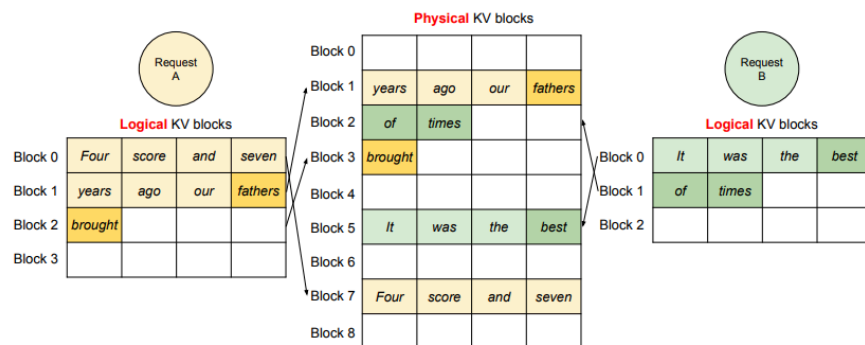 Physical KV blocks
Request A
Logical KV blocks
Block 0 Four score and seven
Block 1 years ago our fathers
Block 2 brought
Block 3
Block 0
Block 1 years ago our fathers
Block 2 of times
Block 3 brought
Block 4
Block 5 It was the best
Block 6
Block 7 Four score and seven
Block 8
Request B
Logical KV blocks
Block 0 It was the best
Block 1 of times
Block 2